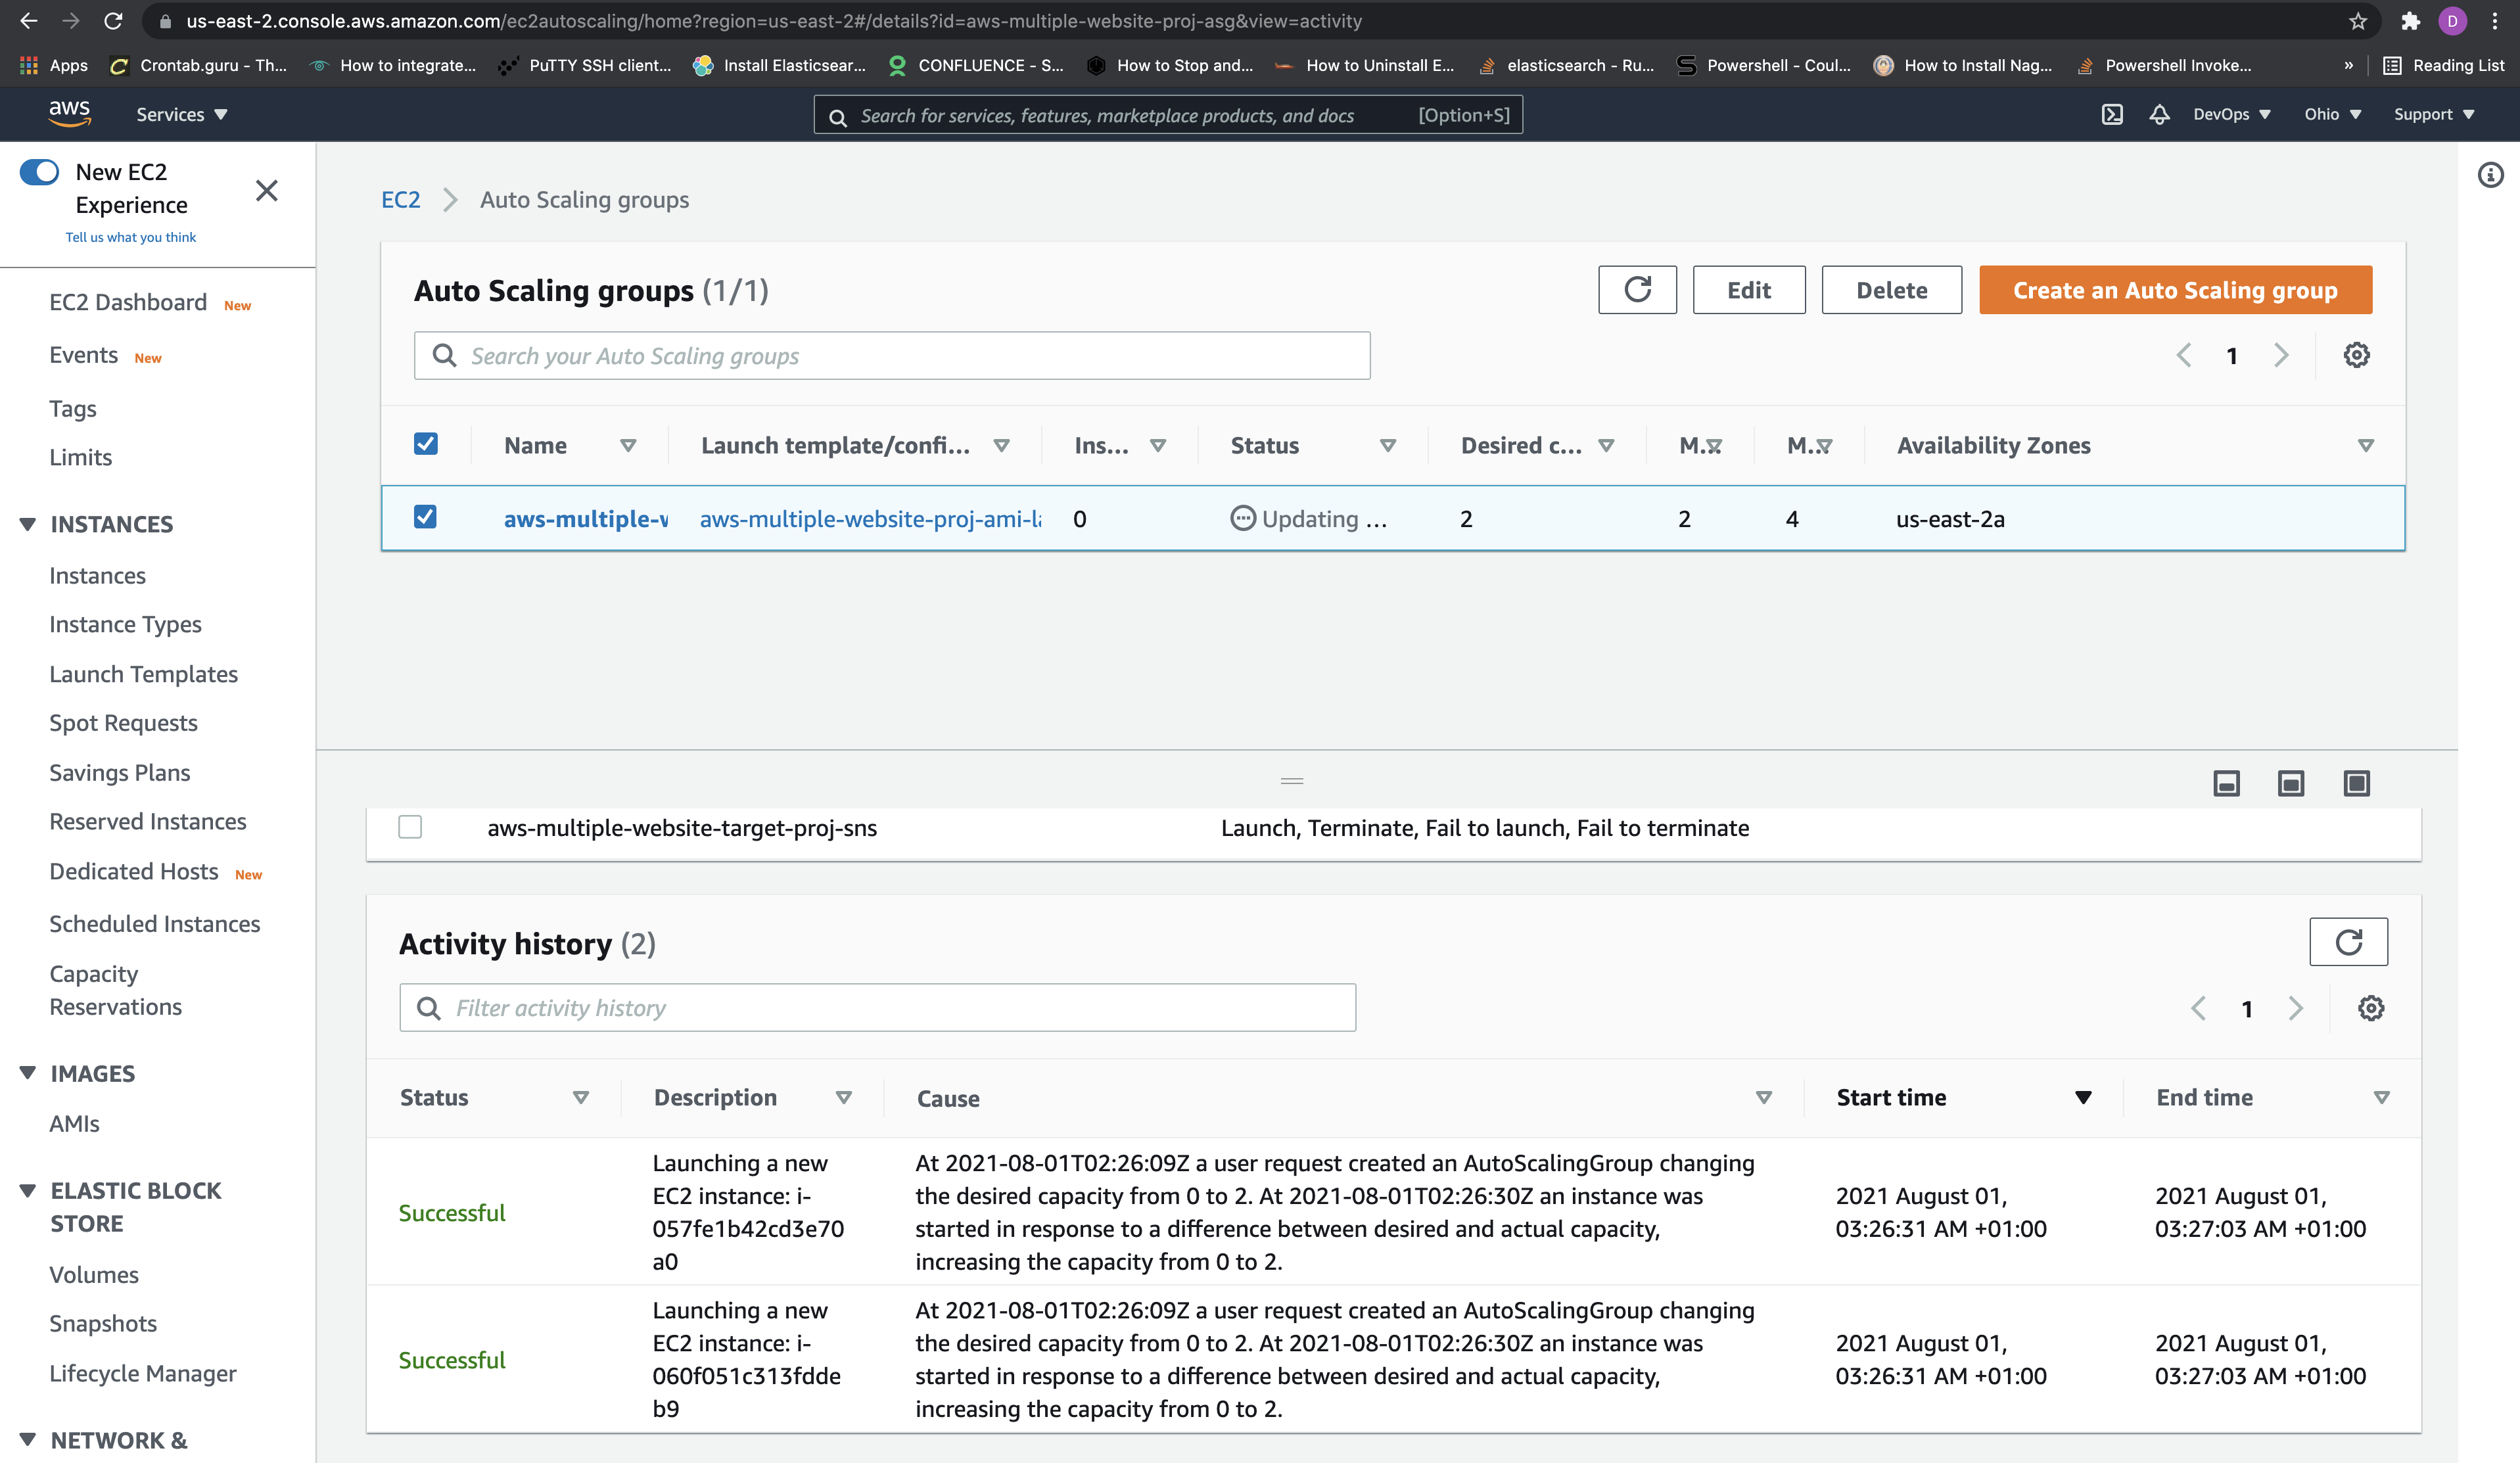 us-east-2.console.aws.amazon.com/ec2autoscaling/home?region=us-east-2#/details?id=aws-multiple-website-proj-asg&view=activity
D
Apps
Crontab.guru - Th...
How to integrate...
PuTTY SSH client...
Install Elasticsear...
CONFLUENCE - S...
How to Stop and...
How to Uninstall E...
elasticsearch - Ru...
Powershell - Coul...
How to Install Nag...
Powershell Invoke...
»
Reading List
aws
Services
Search for services, features, marketplace products, and docs
[Option+S]
DevOps
Ohio
Support
New EC2
Experience
Tell us what you think
EC2 Dashboard New
Events New
Tags
Limits
INSTANCES
Instances
Instance Types
Launch Templates
Spot Requests
Savings Plans
Reserved Instances
Dedicated Hosts New
Scheduled Instances
Capacity
Reservations
IMAGES
AMIs
ELASTIC BLOCK
STORE
Volumes
Snapshots
Lifecycle Manager
NETWORK &
EC2 > Auto Scaling groups
Auto Scaling groups (1/1)
Edit
Delete
Create an Auto Scaling group
Search your Auto Scaling groups
1
Name
Launch template/confi...
Ins...
Status
Desired c...
M...
M...
Availability Zones
aws-multiple-w
aws-multiple-website-proj-ami-la
0
Updating ...
2
2
4
us-east-2a
aws-multiple-website-target-proj-sns
Launch, Terminate, Fail to launch, Fail to terminate
Activity history (2)
Filter activity history
1
Status
Description
Cause
Start time
End time
Successful
Launching a new
EC2 instance: i-
057fe1b42cd3e70
a0
At 2021-08-01T02:26:09Z a user request created an AutoScalingGroup changing
the desired capacity from 0 to 2. At 2021-08-01T02:26:30Z an instance was
started in response to a difference between desired and actual capacity,
increasing the capacity from 0 to 2.
2021 August 01,
03:26:31 AM +01:00
2021 August 01,
03:27:03 AM +01:00
Successful
Launching a new
EC2 instance: i-
060f051c313fdde
b9
At 2021-08-01T02:26:09Z a user request created an AutoScalingGroup changing
the desired capacity from 0 to 2. At 2021-08-01T02:26:30Z an instance was
started in response to a difference between desired and actual capacity,
increasing the capacity from 0 to 2.
2021 August 01,
03:26:31 AM +01:00
2021 August 01,
03:27:03 AM +01:00